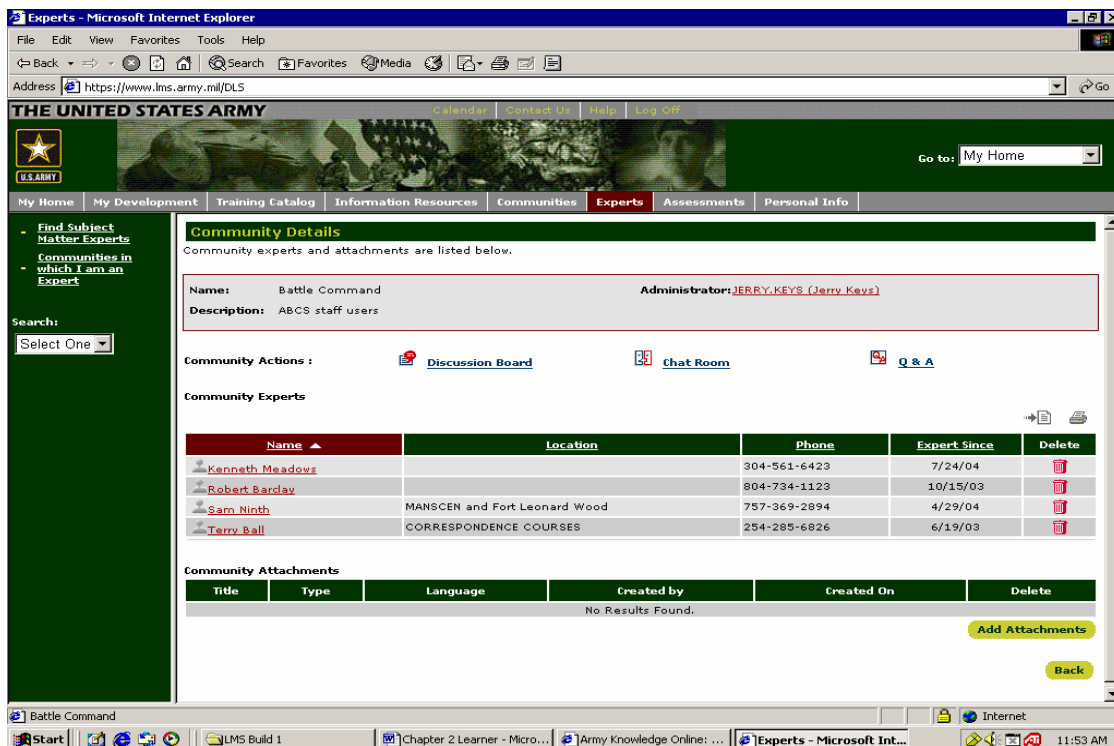 Experts - Microsoft Internet Explorer
File Edit View Favorites Tools Help
Back Search Favorites Media
Address https://www.lms.army.mil/DLS Go
THE UNITED STATES ARMY Calendar Contact Us Help Log Off
U.S.ARMY Go to: My Home
My Home My Development Training Catalog Information Resources Communities Experts Assessments Personal Info
Find Subject
Matter Experts
Communities in
which I am an
Expert
Search:
Select One
Community Details
Community experts and attachments are listed below.
Name: Battle Command Administrator:JERRY.KEYS (Jerry Keys)
Description: ABCS staff users
Community Actions : Discussion Board Chat Room Q & A
Community Experts
Name Location Phone Expert Since Delete
Kenneth Meadows 304-561-6423 7/24/04
Robert Barclay 804-734-1123 10/15/03
Sam Ninth MANSCEN and Fort Leonard Wood 757-369-2894 4/29/04
Terry Ball CORRESPONDENCE COURSES 254-285-6826 6/19/03
Community Attachments
Title Type Language Created by Created On Delete
No Results Found.
Add Attachments
Back
Battle Command Internet
Start LMS Build 1 Chapter 2 Learner - Micro... Army Knowledge Online: ... Experts - Microsoft Int... 11:53 AM